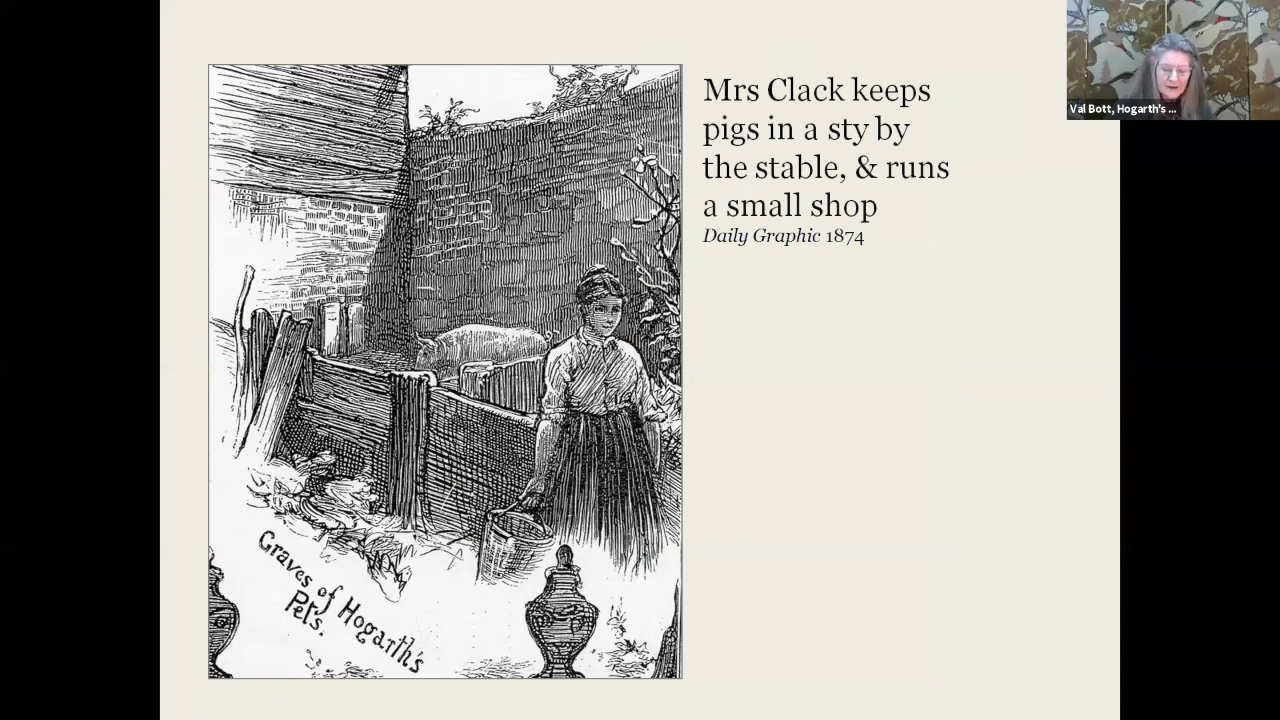 Mrs Clack keeps
pigs in a sty by
the stable, & runs
a small shop
Daily Graphic 1874
Val Bott, Hogarth's ...
Graves of Hogarth's
Pets.